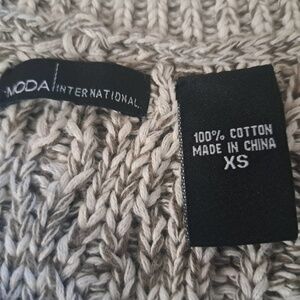 MODA INTERNATIONAL
100% COTTON
MADE IN CHINA
XS